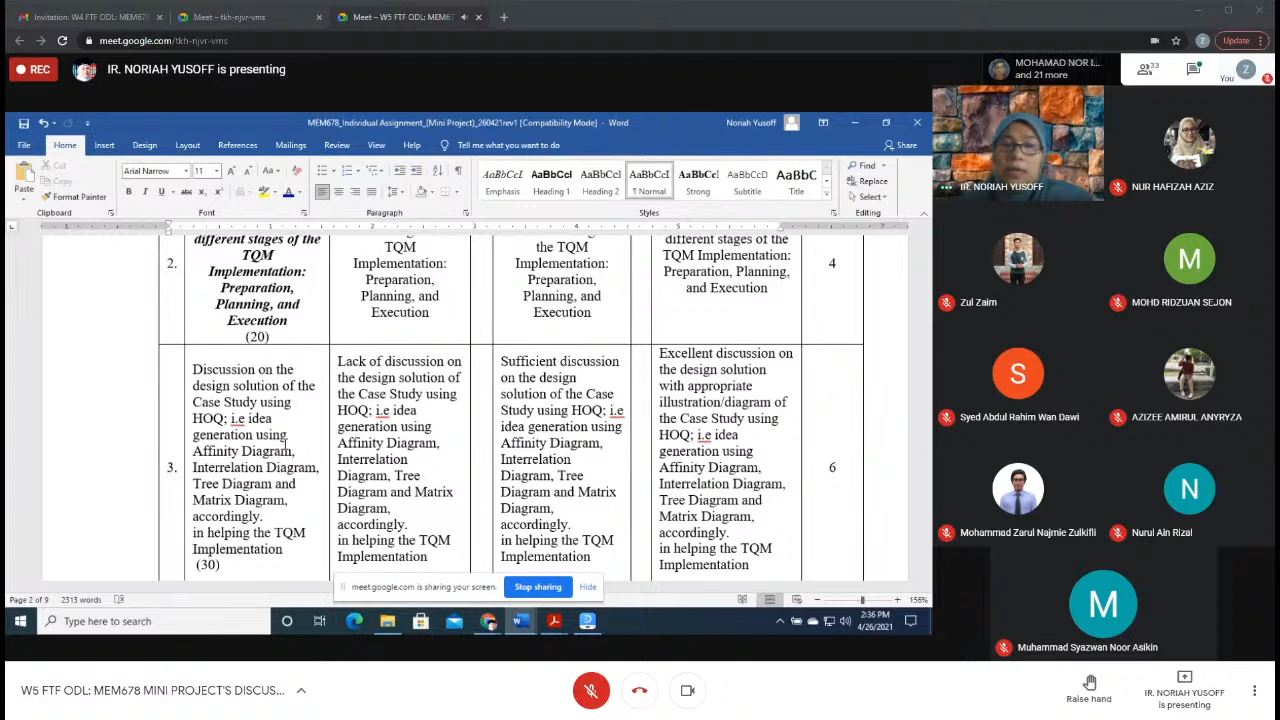 Invitation: W4 FTF ODL: MEM678
Meet – tkh-njvr-vms
Meet – W5 FTF ODL: MEM67
meet.google.com/tkh-njvr-vms
Update
REC
IR. NORIAH YUSOFF is presenting
MOHAMAD NOR I...
and 21 more
33
You
Z
MEM678_Individual Assignment_(Mini Project)_260421rev1 [Compatibility Mode] - Word
Noriah Yusoff
File Home Insert Design Layout References Mailings Review View Help Tell me what you want to do Share
Paste
Cut
Copy
Format Painter
Clipboard
Arial Narrow 11
Font
Paragraph
AaBbCcI
Emphasis
AaBbCcI
Heading 1
AaBbCcI
Heading 2
AaBbCcI
¶ Normal
AaBbCc
Strong
AaBbCcD
Subtitle
AaBbC
Title
Styles
Find
Replace
Select
Editing
2.
different stages of the
TQM
Implementation:
Preparation,
Planning, and
Execution
(20)
TQM
Implementation:
Preparation,
Planning, and
Execution
the TQM
Implementation:
Preparation,
Planning, and
Execution
different stages of the
TQM Implementation:
Preparation, Planning,
and Execution
4
3.
Discussion on the
design solution of the
Case Study using
HOQ; i.e idea
generation using
Affinity Diagram,
Interrelation Diagram,
Tree Diagram and
Matrix Diagram,
accordingly.
in helping the TQM
Implementation
(30)
Lack of discussion on
the design solution of
the Case Study using
HOQ; i.e idea
generation using
Affinity Diagram,
Interrelation
Diagram, Tree
Diagram and Matrix
Diagram,
accordingly.
in helping the TQM
Implementation
Sufficient discussion
on the design
solution of the Case
Study using HOQ; i.e
idea generation using
Affinity Diagram,
Interrelation
Diagram, Tree
Diagram and Matrix
Diagram,
accordingly.
in helping the TQM
Implementation
Excellent discussion on
the design solution
with appropriate
illustration/diagram of
the Case Study using
HOQ; i.e idea
generation using
Affinity Diagram,
Interrelation Diagram,
Tree Diagram and
Matrix Diagram,
accordingly.
in helping the TQM
Implementation
6
meet.google.com is sharing your screen.
Stop sharing
Hide
Page 2 of 9 2313 words
156%
Type here to search
2:36 PM
4/26/2021
IR. NORIAH YUSOFF
NUR HAFIZAH AZIZ
Zul Zaim
M
MOHD RIDZUAN SEJON
S
Syed Abdul Rahim Wan Dawi
AZIZEE AMIRUL ANYRYZA
Mohammad Zarul Najmie Zulkifli
N
Nurul Ain Rizal
M
Muhammad Syazwan Noor Asikin
W5 FTF ODL: MEM678 MINI PROJECT'S DISCUS...
Raise hand
IR. NORIAH YUSOFF
is presenting